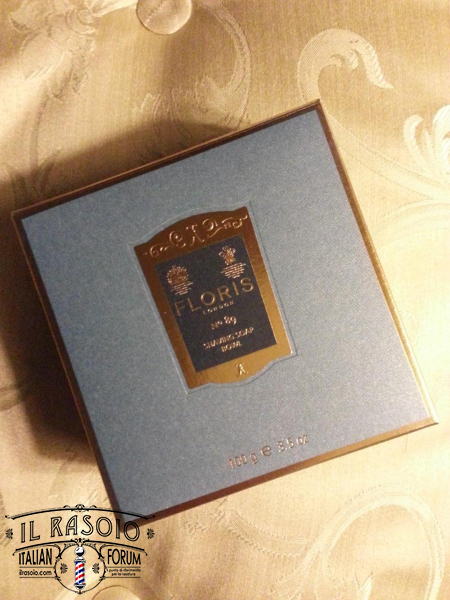 FLORIS
LONDON
No 89
SHAVING SOAP
BOWL
100 g e 3.5 oz
IL RASOIO
ITALIAN FORUM
ilrasoio.com